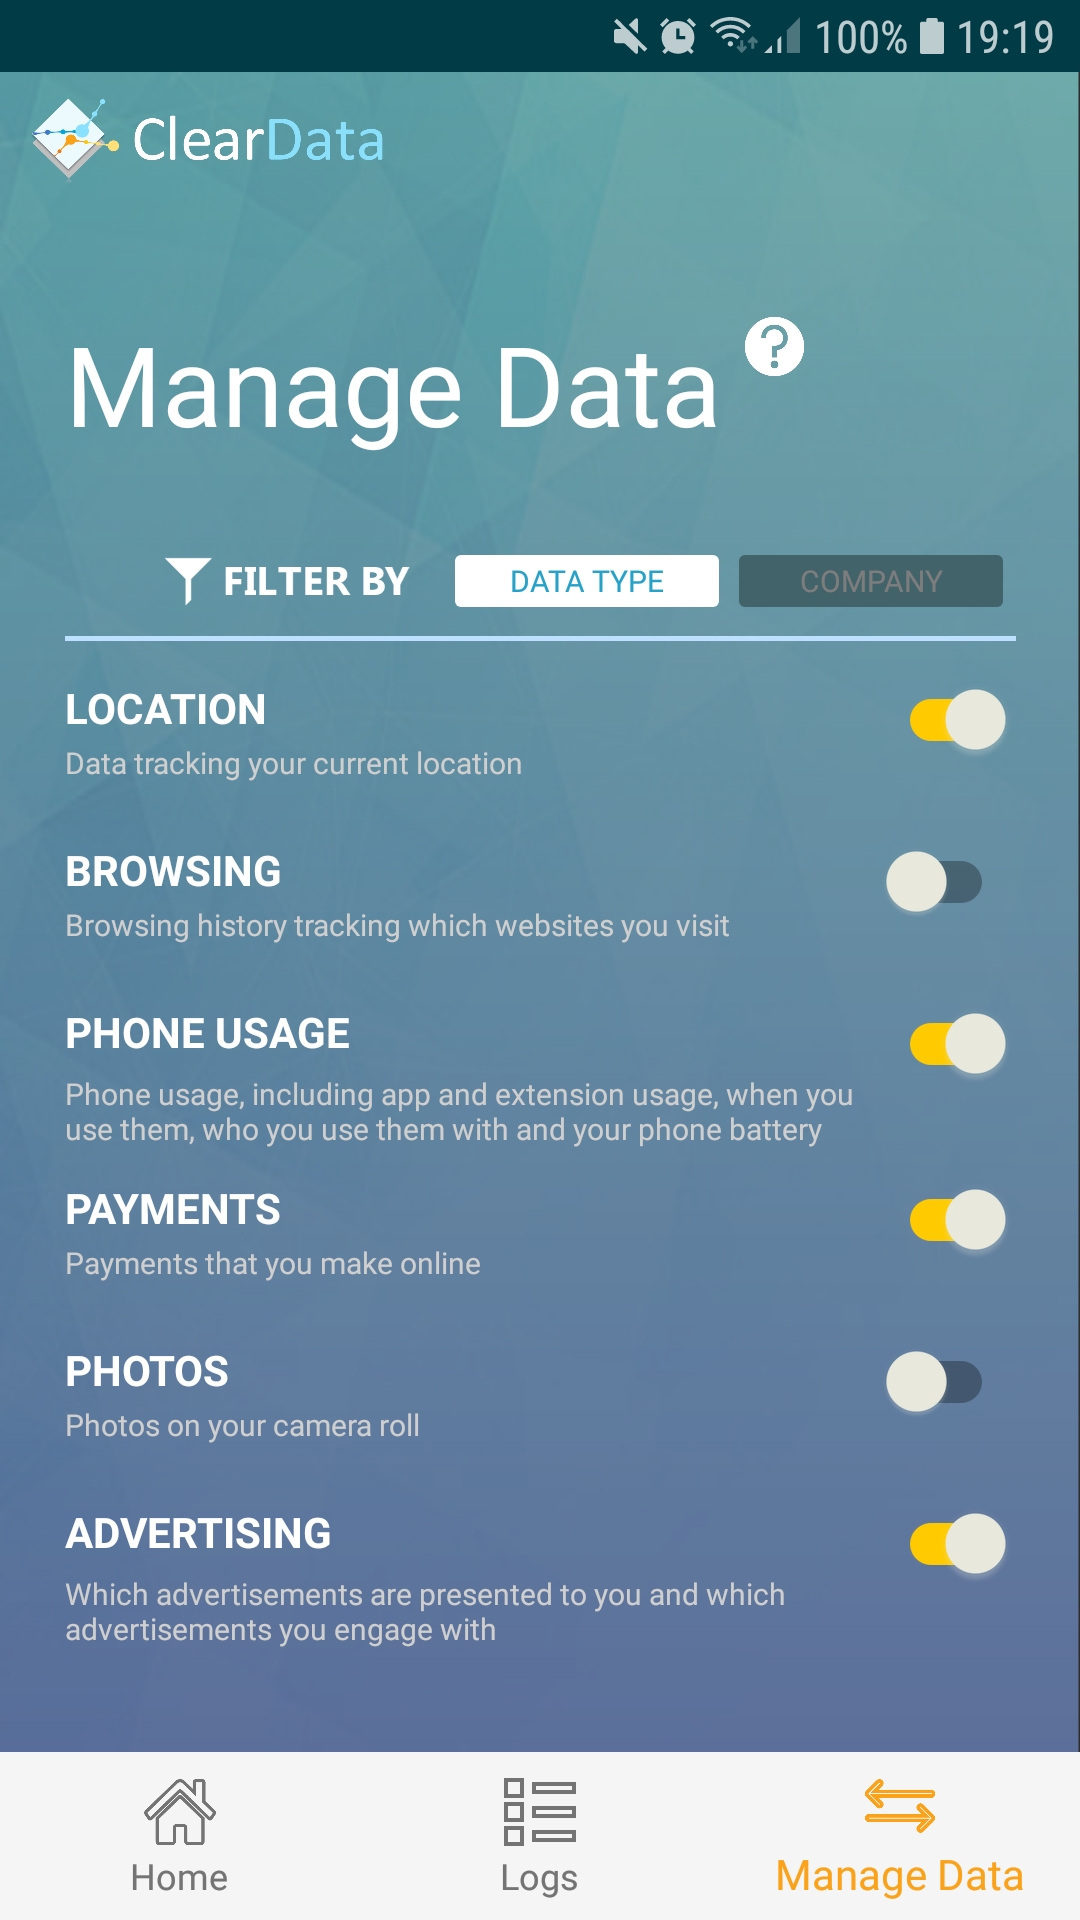 100% 19:19
ClearData
Manage Data ?
FILTER BY DATA TYPE COMPANY
LOCATION
Data tracking your current location
BROWSING
Browsing history tracking which websites you visit
PHONE USAGE
Phone usage, including app and extension usage, when you
use them, who you use them with and your phone battery
PAYMENTS
Payments that you make online
PHOTOS
Photos on your camera roll
ADVERTISING
Which advertisements are presented to you and which
advertisements you engage with
Home Logs Manage Data